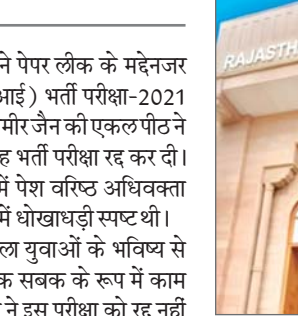 ने पेपर लीक के मद्देनजर
आई) भर्ती परीक्षा-2021
मीर जैन की एकल पीठ ने
ह भर्ती परीक्षा रद्द कर दी।
में पेश वरिष्ठ अधिवक्ता
में धोखाधड़ी स्पष्ट थी।
ला युवाओं के भविष्य से
क सबक के रूप में काम
ने इस परीक्षा को रद्द नहीं
RAJASTH